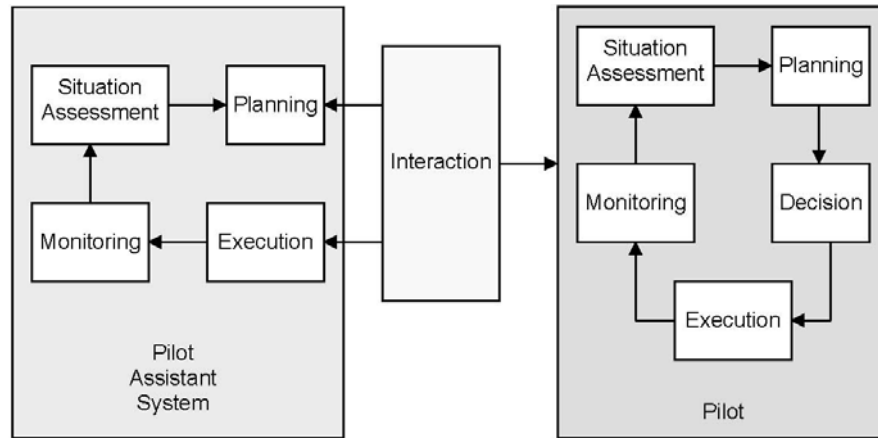 Situation
Assessment
Planning
Monitoring
Execution
Pilot
Assistant
System
Interaction
Situation
Assessment
Planning
Monitoring
Decision
Execution
Pilot